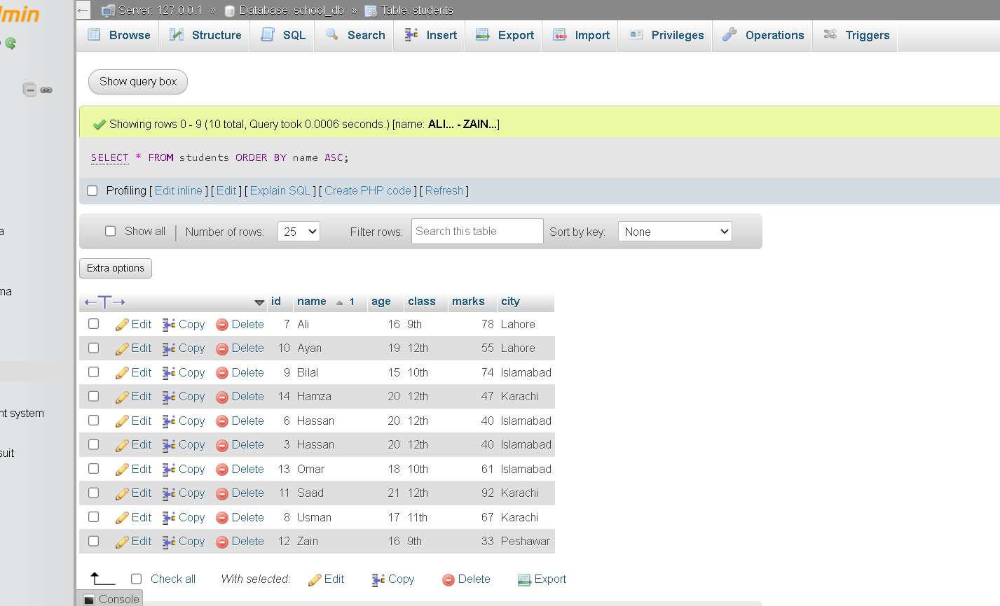 dmin
Server: 127.0.0.1 » Database: school_db » Table: students
Browse Structure SQL Search Insert Export Import Privileges Operations Triggers
Show query box
Showing rows 0 - 9 (10 total, Query took 0.0006 seconds.) [name: ALI... - ZAIN...]
SELECT * FROM students ORDER BY name ASC;
Profiling [ Edit inline ] [ Edit ] [ Explain SQL ] [ Create PHP code ] [ Refresh ]
a
Show all | Number of rows: 25 Filter rows: Search this table Sort by key: None
Extra options
ma
←T→ id name 1 age class marks city
Edit Copy Delete 7 Ali 16 9th 78 Lahore
Edit Copy Delete 10 Ayan 19 12th 55 Lahore
Edit Copy Delete 9 Bilal 15 10th 74 Islamabad
Edit Copy Delete 14 Hamza 20 12th 47 Karachi
nt system
Edit Copy Delete 6 Hassan 20 12th 40 Islamabad
Edit Copy Delete 3 Hassan 20 12th 40 Islamabad
suit
Edit Copy Delete 13 Omar 18 10th 61 Islamabad
Edit Copy Delete 11 Saad 21 12th 92 Karachi
Edit Copy Delete 8 Usman 17 11th 67 Karachi
Edit Copy Delete 12 Zain 16 9th 33 Peshawar
Check all With selected: Edit Copy Delete Export
Console